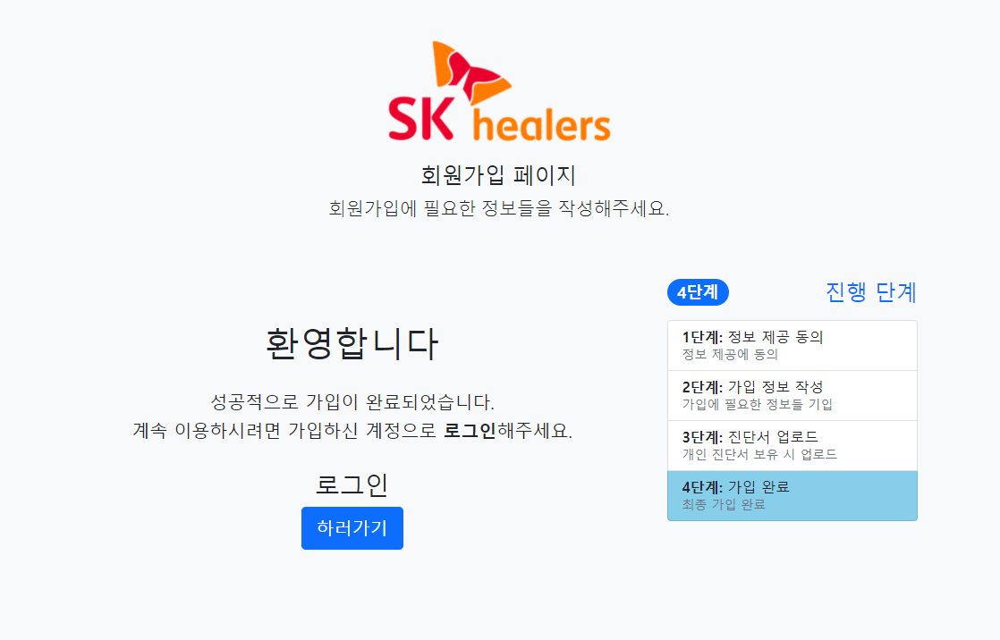 SK healers
회원가입 페이지
회원가입에 필요한 정보들을 작성해주세요.
환영합니다
성공적으로 가입이 완료되었습니다.
계속 이용하시려면 가입하신 계정으로 로그인해주세요.
로그인
하러가기
4단계 진행 단계
1단계: 정보 제공 동의
정보 제공에 동의
2단계: 가입 정보 작성
가입에 필요한 정보들 기입
3단계: 진단서 업로드
개인 진단서 보유 시 업로드
4단계: 가입 완료
최종 가입 완료